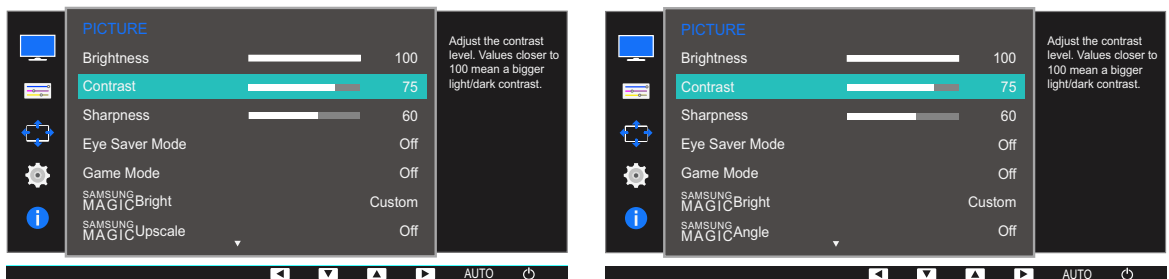 PICTURE
Brightness 100
Contrast 75
Sharpness 60
Eye Saver Mode Off
Game Mode Off
SAMSUNG MAGIC Bright Custom
SAMSUNG MAGIC Upscale Off
Adjust the contrast
level. Values closer to
100 mean a bigger
light/dark contrast.
AUTO
PICTURE
Brightness 100
Contrast 75
Sharpness 60
Eye Saver Mode Off
Game Mode Off
SAMSUNG MAGIC Bright Custom
SAMSUNG MAGIC Angle Off
Adjust the contrast
level. Values closer to
100 mean a bigger
light/dark contrast.
AUTO